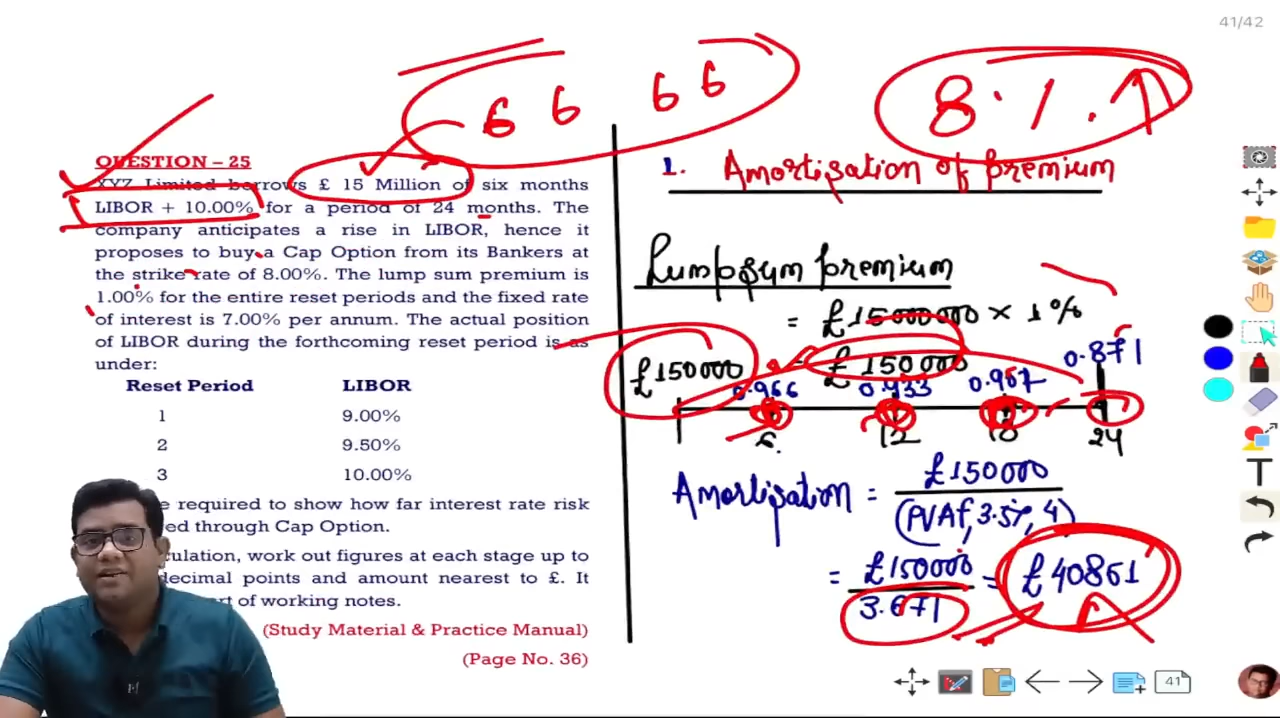 41/42
6 6 6 6
8·/.
QUESTION – 25
XYZ Limited borrows £ 15 Million of six months
LIBOR + 10.00% for a period of 24 months. The
company anticipates a rise in LIBOR, hence it
proposes to buy a Cap Option from its Bankers at
the strike rate of 8.00%. The lump sum premium is
1.00% for the entire reset periods and the fixed rate
of interest is 7.00% per annum. The actual position
of LIBOR during the forthcoming reset period is as
under:
Reset Period LIBOR
1 9.00%
2 9.50%
3 10.00%
e required to show how far interest rate risk
ed through Cap Option.
culation, work out figures at each stage up to
decimal points and amount nearest to £. It
art of working notes.
(Study Material & Practice Manual)
(Page No. 36)
1. Amortisation of premium
Lumpsum premium
= £15000000 × 1%
£150000 £150000
0.966 0.933 0.907 0.871
6 12 18 24
Amortisation = £150000
(PVAf, 3.5%, 4)
= £150000 = £40861
3.671
T
41